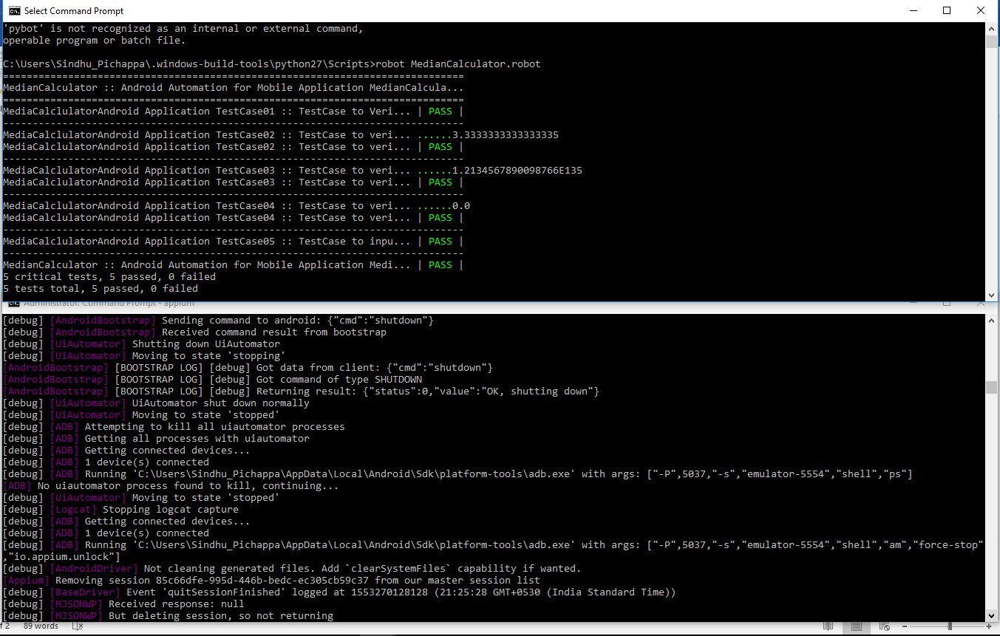 Select Command Prompt
'pybot' is not recognized as an internal or external command,
operable program or batch file.
C:\Users\Sindhu_Pichappa\.windows-build-tools\python27\Scripts>robot MedianCalculator.robot
==============================================================================
MedianCalculator :: Android Automation for Mobile Application MedianCalcula...
==============================================================================
MediaCalclulatorAndroid Application TestCase01 :: TestCase to Veri... | PASS |
------------------------------------------------------------------------------
MediaCalclulatorAndroid Application TestCase02 :: TestCase to veri... ......3.3333333333333335
MediaCalclulatorAndroid Application TestCase02 :: TestCase to veri... | PASS |
------------------------------------------------------------------------------
MediaCalclulatorAndroid Application TestCase03 :: TestCase to veri... ......1.2134567890098766E135
MediaCalclulatorAndroid Application TestCase03 :: TestCase to veri... | PASS |
------------------------------------------------------------------------------
MediaCalclulatorAndroid Application TestCase04 :: TestCase to veri... ......0.0
MediaCalclulatorAndroid Application TestCase04 :: TestCase to veri... | PASS |
------------------------------------------------------------------------------
MediaCalclulatorAndroid Application TestCase05 :: TestCase to inpu... | PASS |
------------------------------------------------------------------------------
MedianCalculator :: Android Automation for Mobile Application Medi... | PASS |
5 critical tests, 5 passed, 0 failed
5 tests total, 5 passed, 0 failed
Administrator: Command Prompt - appium
[debug] [AndroidBootstrap] Sending command to android: {"cmd":"shutdown"}
[debug] [AndroidBootstrap] Received command result from bootstrap
[debug] [UiAutomator] Shutting down UiAutomator
[debug] [UiAutomator] Moving to state 'stopping'
[AndroidBootstrap] [BOOTSTRAP LOG] [debug] Got data from client: {"cmd":"shutdown"}
[AndroidBootstrap] [BOOTSTRAP LOG] [debug] Got command of type SHUTDOWN
[AndroidBootstrap] [BOOTSTRAP LOG] [debug] Returning result: {"status":0,"value":"OK, shutting down"}
[debug] [UiAutomator] UiAutomator shut down normally
[debug] [UiAutomator] Moving to state 'stopped'
[debug] [ADB] Attempting to kill all uiautomator processes
[debug] [ADB] Getting all processes with uiautomator
[debug] [ADB] Getting connected devices...
[debug] [ADB] 1 device(s) connected
[debug] [ADB] Running 'C:\Users\Sindhu_Pichappa\AppData\Local\Android\Sdk\platform-tools\adb.exe' with args: ["-P",5037,"-s","emulator-5554","shell","ps"]
[ADB] No uiautomator process found to kill, continuing...
[debug] [UiAutomator] Moving to state 'stopped'
[debug] [Logcat] Stopping logcat capture
[debug] [ADB] Getting connected devices...
[debug] [ADB] 1 device(s) connected
[debug] [ADB] Running 'C:\Users\Sindhu_Pichappa\AppData\Local\Android\Sdk\platform-tools\adb.exe' with args: ["-P",5037,"-s","emulator-5554","shell","am","force-stop"
,"io.appium.unlock"]
[debug] [AndroidDriver] Not cleaning generated files. Add `clearSystemFiles` capability if wanted.
[Appium] Removing session 85c66dfe-995d-446b-bedc-ec305cb59c37 from our master session list
[debug] [BaseDriver] Event 'quitSessionFinished' logged at 1553270128128 (21:25:28 GMT+0530 (India Standard Time))
[debug] [MJSONWP] Received response: null
[debug] [MJSONWP] But deleting session, so not returning
f 2 89 words